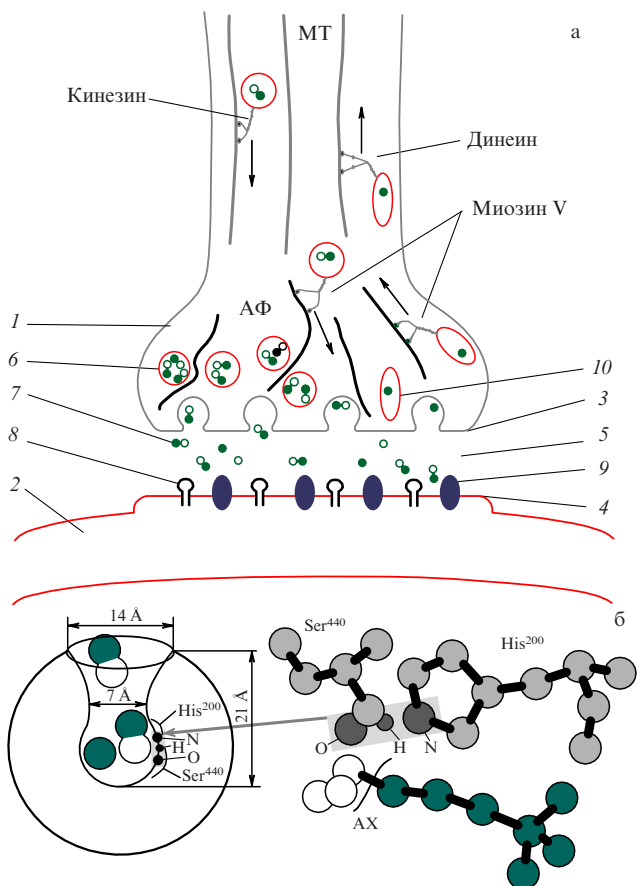 МТ
а
Кинезин
Динеин
Миозин V
АФ
1
6
7
8
2
10
3
5
9
4
б
14 Å
7 Å
21 Å
His200
N
H
O
Ser440
Ser440
His200
O
H
N
АХ